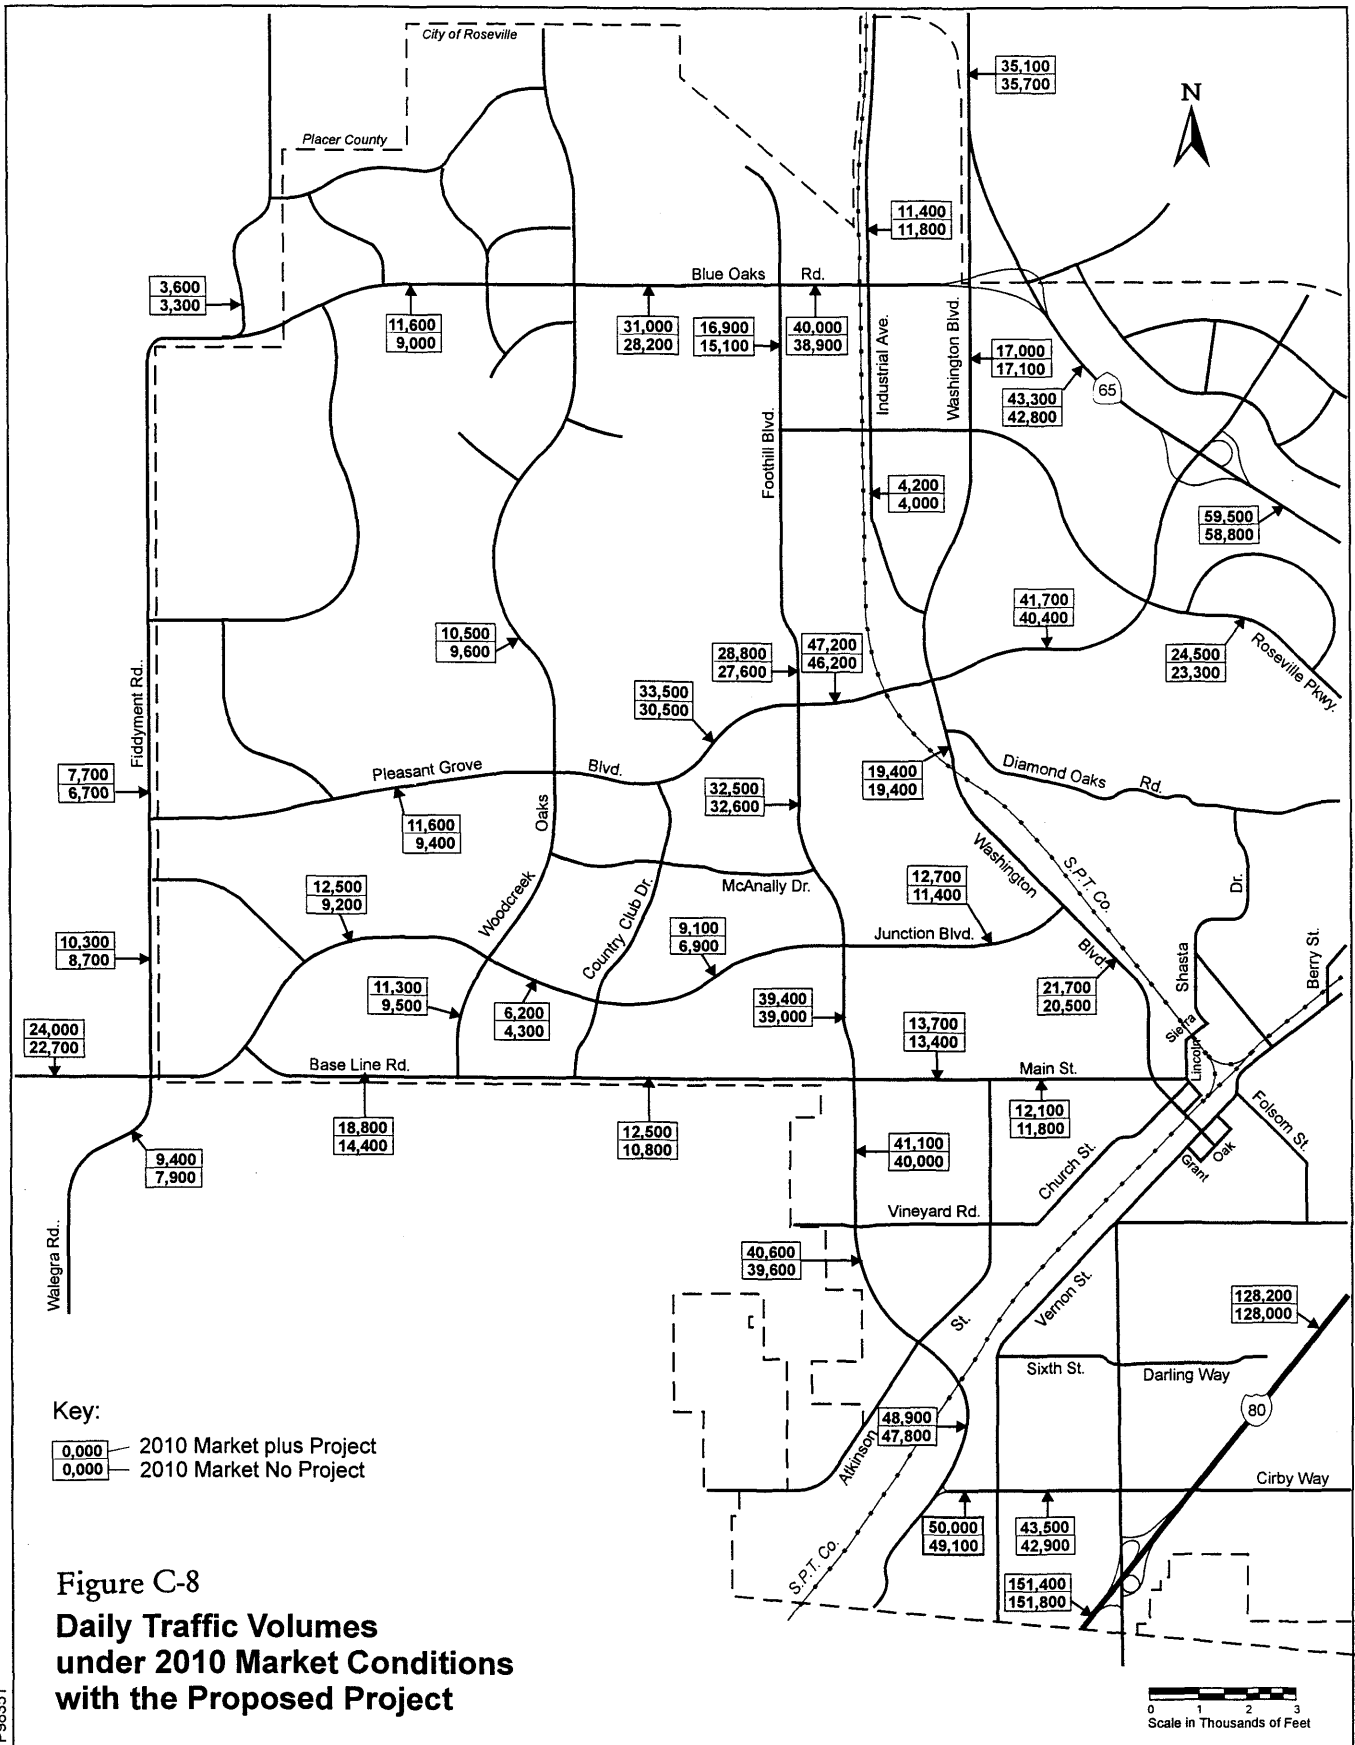 City of Roseville
35,100
35,700
N
Placer County
11,400
11,800
Blue Oaks Rd.
3,600
3,300
11,600
9,000
31,000
28,200
16,900
15,100
40,000
38,900
Industrial Ave.
Washington Blvd.
17,000
17,100
43,300
42,800
65
Foothill Blvd.
4,200
4,000
59,500
58,800
41,700
40,400
10,500
9,600
28,800
27,600
47,200
46,200
24,500
23,300
Roseville Pkwy.
33,500
30,500
Fiddyment Rd..
7,700
6,700
Pleasant Grove Blvd.
19,400
19,400
Diamond Oaks Rd.
32,500
32,600
11,600
9,400
Oaks
Woodcreek
McAnally Dr.
Washington
Blvd.
S.P.T. Co.
Dr.
Shasta
12,500
9,200
12,700
11,400
Country Club Dr.
9,100
6,900
Junction Blvd.
Berry St.
10,300
8,700
11,300
9,500
6,200
4,300
39,400
39,000
21,700
20,500
24,000
22,700
13,700
13,400
Sierra
Lincoln
Base Line Rd.
Main St.
18,800
14,400
12,500
10,800
12,100
11,800
Folsom St.
9,400
7,900
41,100
40,000
Church St.
Grant
Oak
Walegra Rd..
Vineyard Rd.
40,600
39,600
Vernon St.
128,200
128,000
Atkinson St.
Sixth St.
Darling Way
80
48,900
47,800
Cirby Way
50,000
49,100
43,500
42,900
S.P.T. Co.
151,400
151,800
Key:
0,000 2010 Market plus Project
0,000 2010 Market No Project
Figure C-8
Daily Traffic Volumes
under 2010 Market Conditions
with the Proposed Project
0 1 2 3
Scale in Thousands of Feet